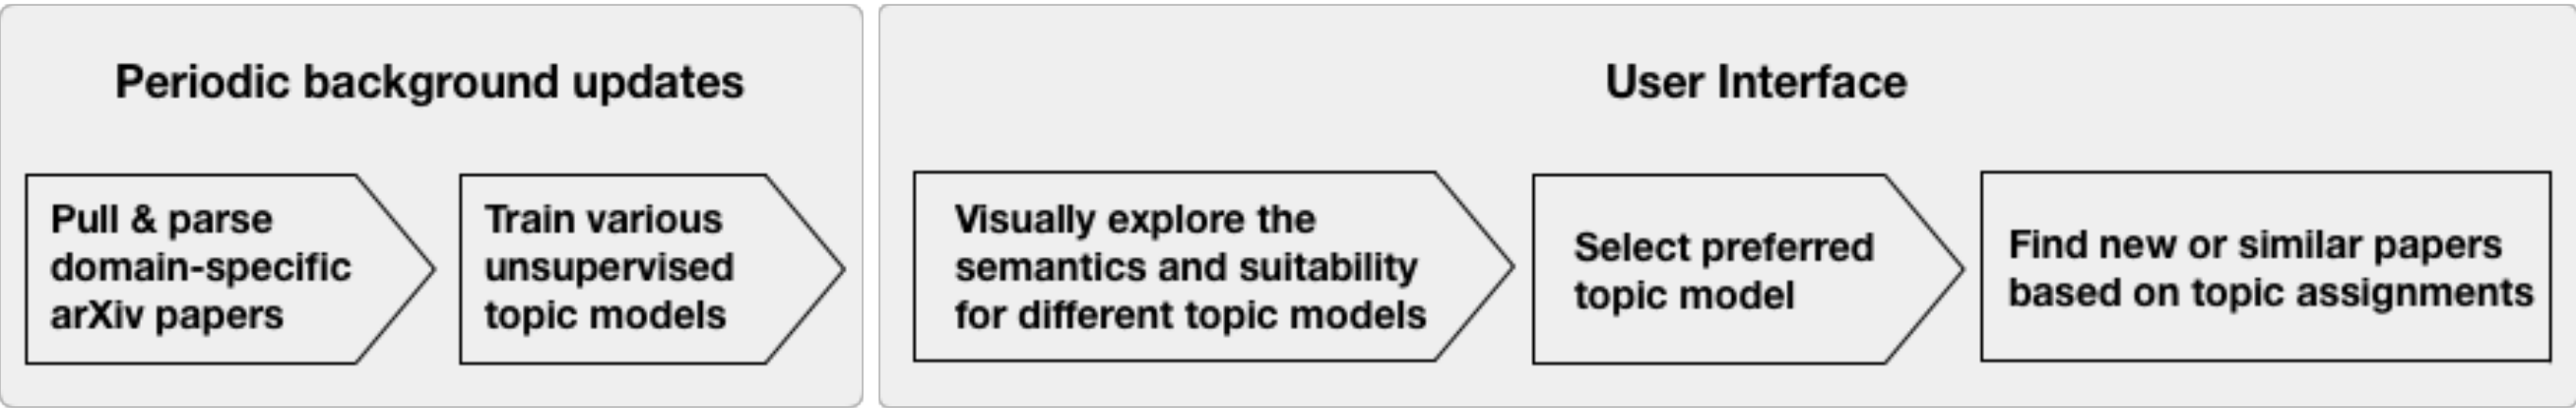 Periodic background updates
Pull & parse
domain-specific
arXiv papers
Train various
unsupervised
topic models
User Interface
Visually explore the
semantics and suitability
for different topic models
Select preferred
topic model
Find new or similar papers
based on topic assignments